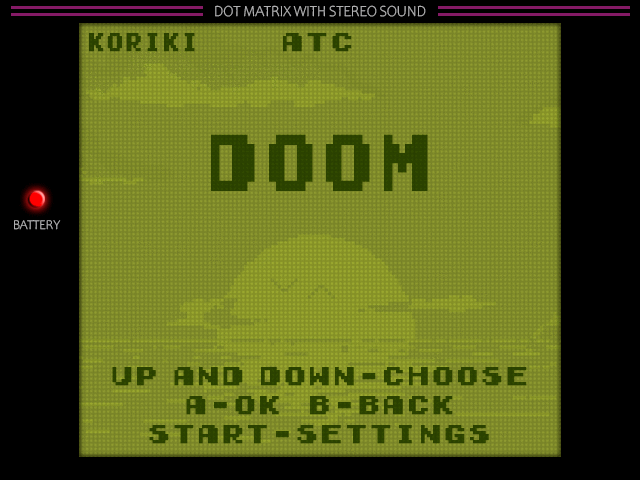 DOT MATRIX WITH STEREO SOUND
KORIKI ATC
DOOM
BATTERY
UP AND DOWN-CHOOSE
A-OK B-BACK
START-SETTINGS